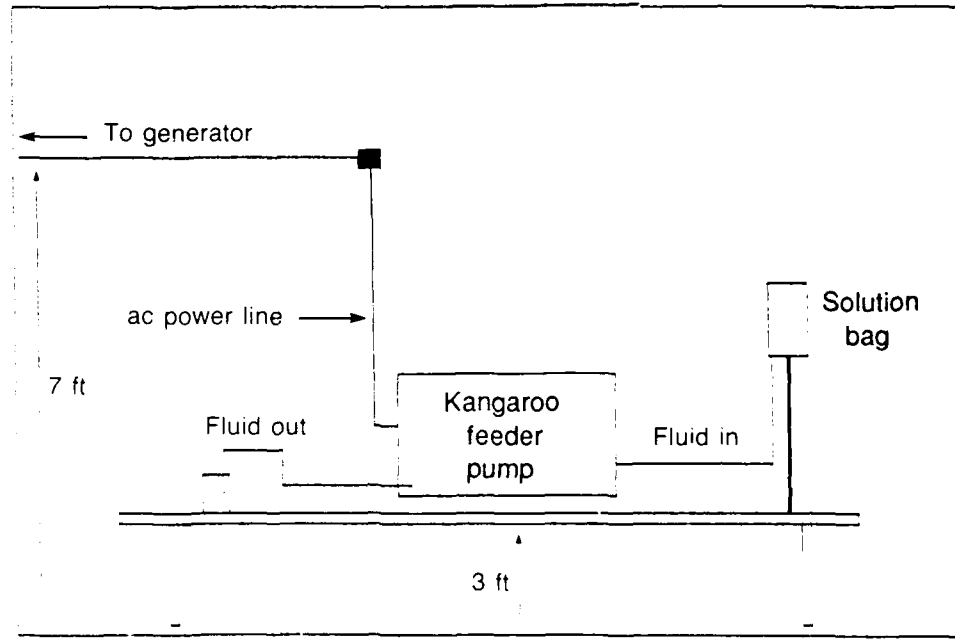 To generator
ac power line
Solution
bag
7 ft
Kangaroo
feeder
pump
Fluid out
Fluid in
3 ft